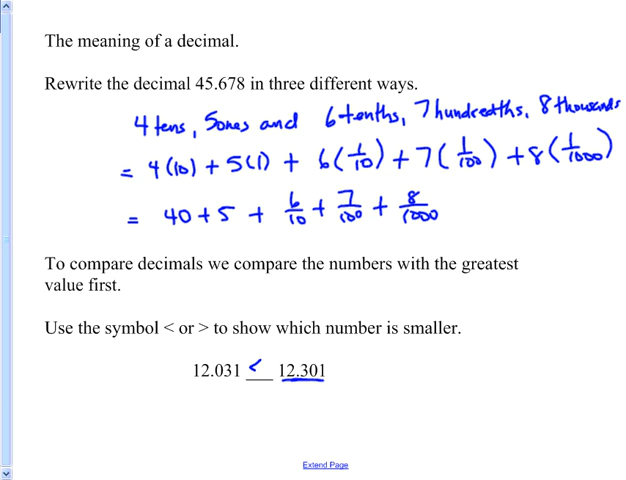 The meaning of a decimal.
Rewrite the decimal 45.678 in three different ways.
4 tens, 5 ones and 6 tenths, 7 hundredths, 8 thousands
= 4(10) + 5(1) + 6(1/10) + 7(1/100) + 8(1/1000)
= 40 + 5 + 6/10 + 7/100 + 8/1000
To compare decimals we compare the numbers with the greatest
value first.
Use the symbol < or > to show which number is smaller.
12.031 < 12.301
Extend Page